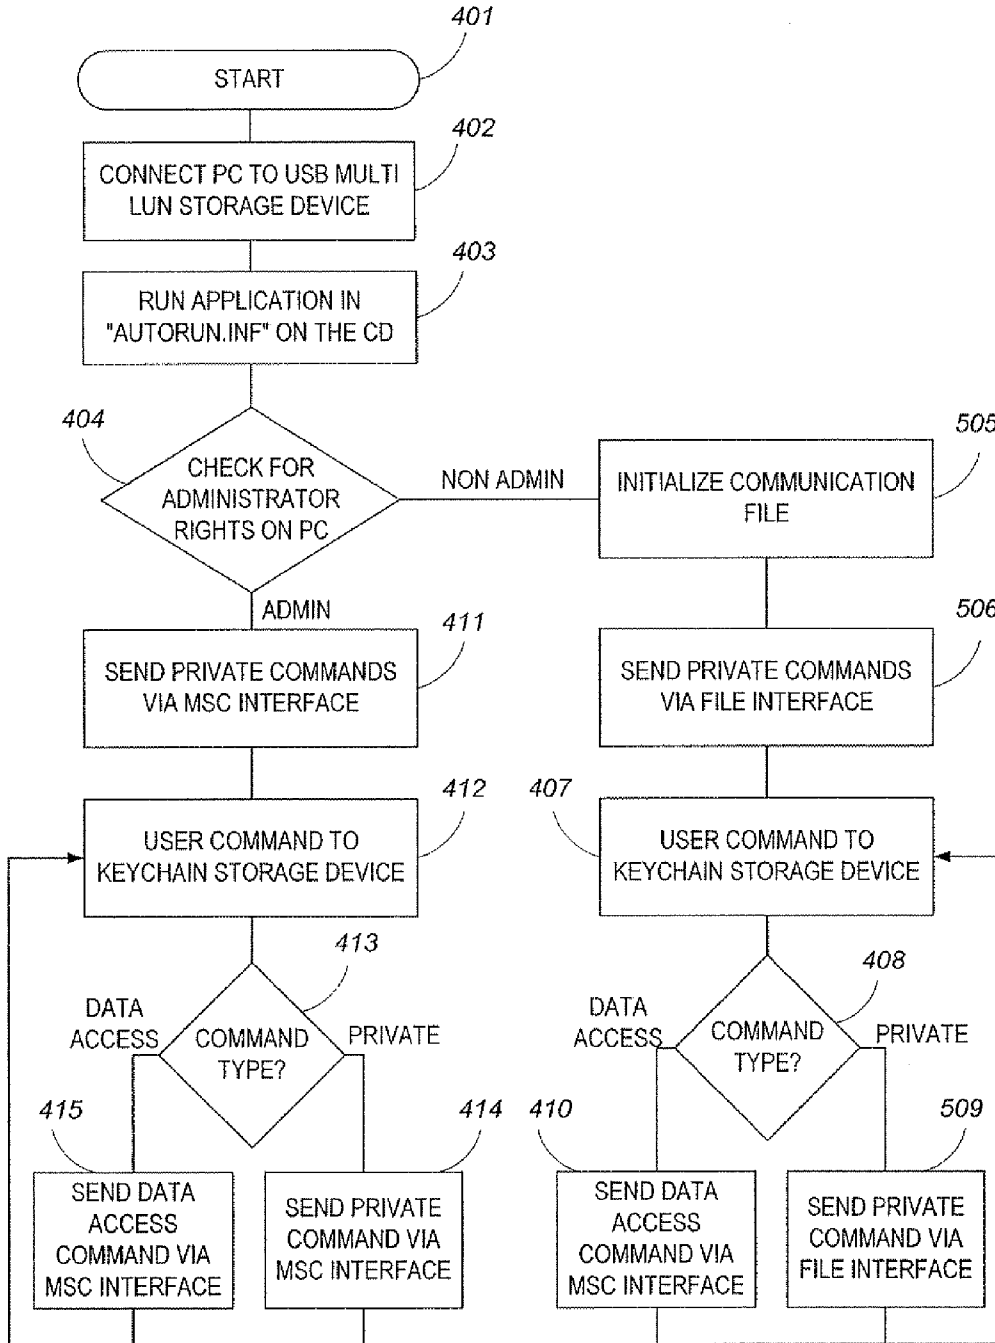 401
START
402
CONNECT PC TO USB MULTI
LUN STORAGE DEVICE
403
RUN APPLICATION IN
"AUTORUN.INF" ON THE CD
404
CHECK FOR
ADMINISTRATOR
RIGHTS ON PC
NON ADMIN
505
INITIALIZE COMMUNICATION
FILE
ADMIN
411
SEND PRIVATE COMMANDS
VIA MSC INTERFACE
506
SEND PRIVATE COMMANDS
VIA FILE INTERFACE
412
USER COMMAND TO
KEYCHAIN STORAGE DEVICE
407
USER COMMAND TO
KEYCHAIN STORAGE DEVICE
413
DATA
ACCESS
COMMAND
TYPE?
PRIVATE
408
DATA
ACCESS
COMMAND
TYPE?
PRIVATE
415
SEND DATA
ACCESS
COMMAND VIA
MSC INTERFACE
414
SEND PRIVATE
COMMAND VIA
MSC INTERFACE
410
SEND DATA
ACCESS
COMMAND VIA
MSC INTERFACE
509
SEND PRIVATE
COMMAND VIA
FILE INTERFACE